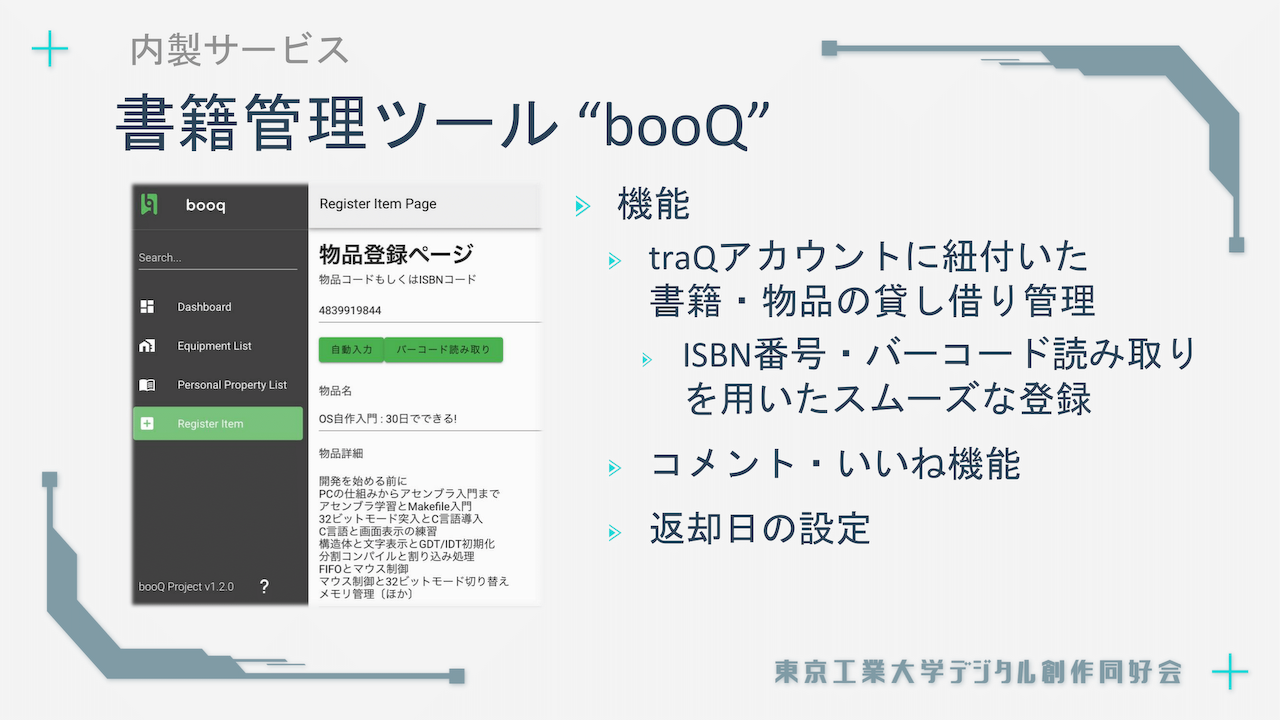 内製サービス
書籍管理ツール “booQ”
booq
Search...
Dashboard
Equipment List
Personal Property List
Register Item
booQ Project v1.2.0
?
Register Item Page
物品登録ページ
物品コードもしくはISBNコード
4839919844
自動入力 バーコード読み取り
物品名
OS自作入門 : 30日でできる!
物品詳細
開発を始める前に
PCの仕組みからアセンブラ入門まで
アセンブラ学習とMakefile入門
32ビットモード突入とC言語導入
C言語と画面表示の練習
構造体と文字表示とGDT/IDT初期化
分割コンパイルと割り込み処理
FIFOとマウス制御
マウス制御と32ビットモード切り替え
メモリ管理〔ほか〕
機能
traQアカウントに紐付いた
書籍・物品の貸し借り管理
ISBN番号・バーコード読み取り
を用いたスムーズな登録
コメント・いいね機能
返却日の設定
東京工業大学デジタル創作同好会